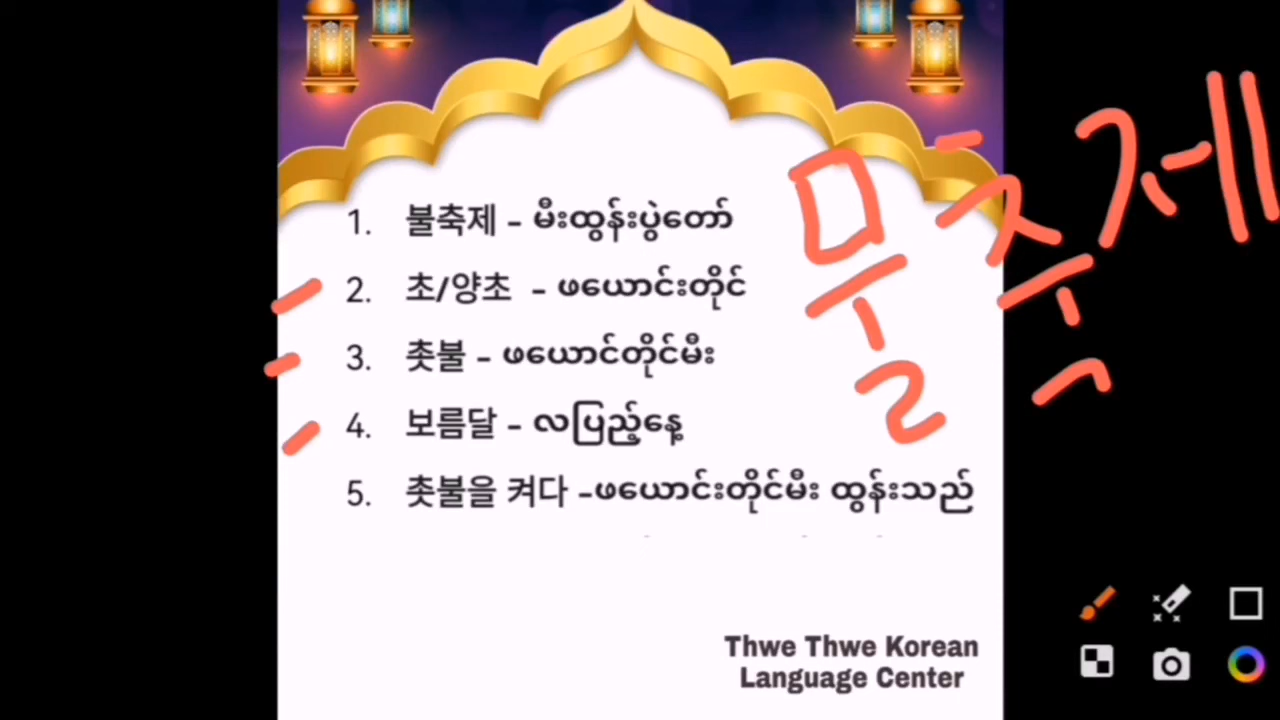 1. 불축제 - မီးထွန်းပွဲတော်
2. 초/양초 - ဖယောင်းတိုင်
3. 촛불 - ဖယောင်တိုင်မီး
4. 보름달 - လပြည့်နေ့
5. 촛불을 켜다 -ဖယောင်းတိုင်မီး ထွန်းသည်
물축제
Thwe Thwe Korean
Language Center